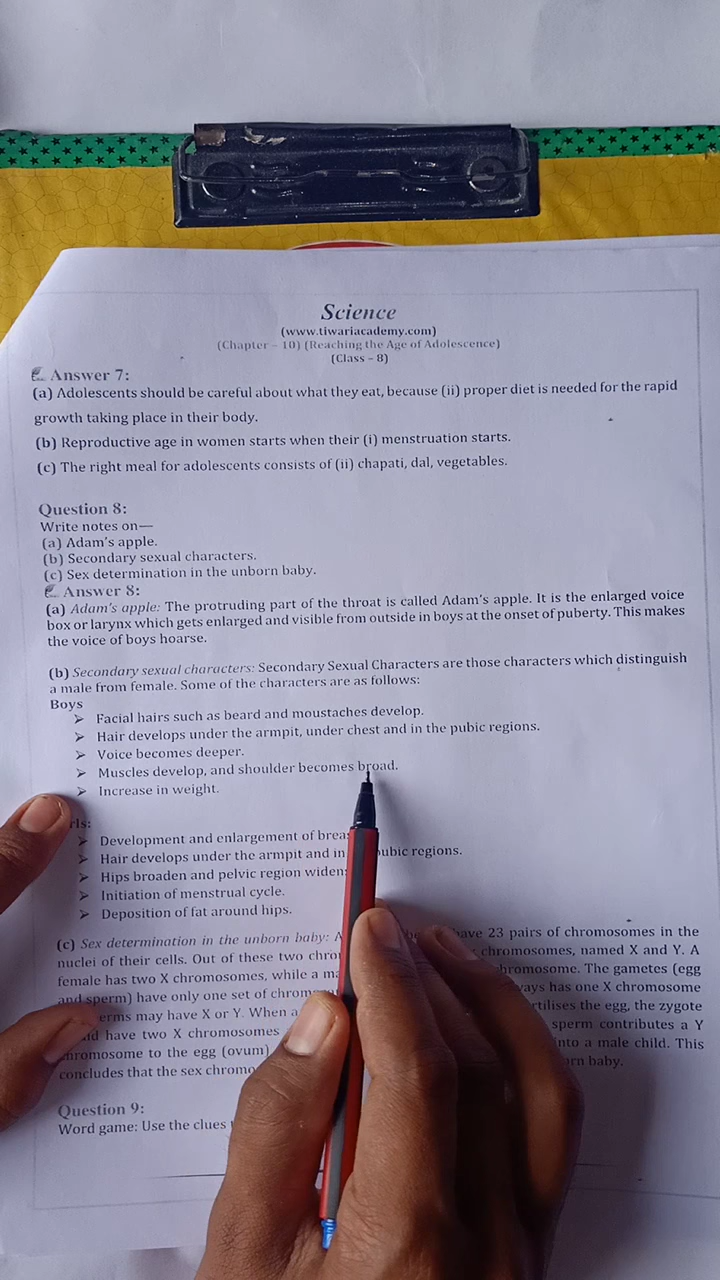 Science
(www.tiwariacademy.com)
(Chapter – 10) (Reaching the Age of Adolescence)
(Class – 8)
Answer 7:
(a) Adolescents should be careful about what they eat, because (ii) proper diet is needed for the rapid
growth taking place in their body.
(b) Reproductive age in women starts when their (i) menstruation starts.
(c) The right meal for adolescents consists of (ii) chapati, dal, vegetables.
Question 8:
Write notes on—
(a) Adam's apple.
(b) Secondary sexual characters.
(c) Sex determination in the unborn baby.
Answer 8:
(a) Adam's apple: The protruding part of the throat is called Adam's apple. It is the enlarged voice
box or larynx which gets enlarged and visible from outside in boys at the onset of puberty. This makes
the voice of boys hoarse.
(b) Secondary sexual characters: Secondary Sexual Characters are those characters which distinguish
a male from female. Some of the characters are as follows:
Boys
➢ Facial hairs such as beard and moustaches develop.
➢ Hair develops under the armpit, under chest and in the pubic regions.
➢ Voice becomes deeper.
➢ Muscles develop, and shoulder becomes broad.
➢ Increase in weight.
rls:
➢ Development and enlargement of brea
➢ Hair develops under the armpit and in ubic regions.
➢ Hips broaden and pelvic region widen
➢ Initiation of menstrual cycle.
➢ Deposition of fat around hips.
(c) Sex determination in the unborn baby: have 23 pairs of chromosomes in the
nuclei of their cells. Out of these two chro chromosomes, named X and Y. A
female has two X chromosomes, while a ma chromosome. The gametes (egg
and sperm) have only one set of chrom ways has one X chromosome
erms may have X or Y. When a rtilises the egg, the zygote
have two X chromosomes sperm contributes a Y
chromosome to the egg (ovum) into a male child. This
concludes that the sex chromo orn baby.
Question 9:
Word game: Use the clues